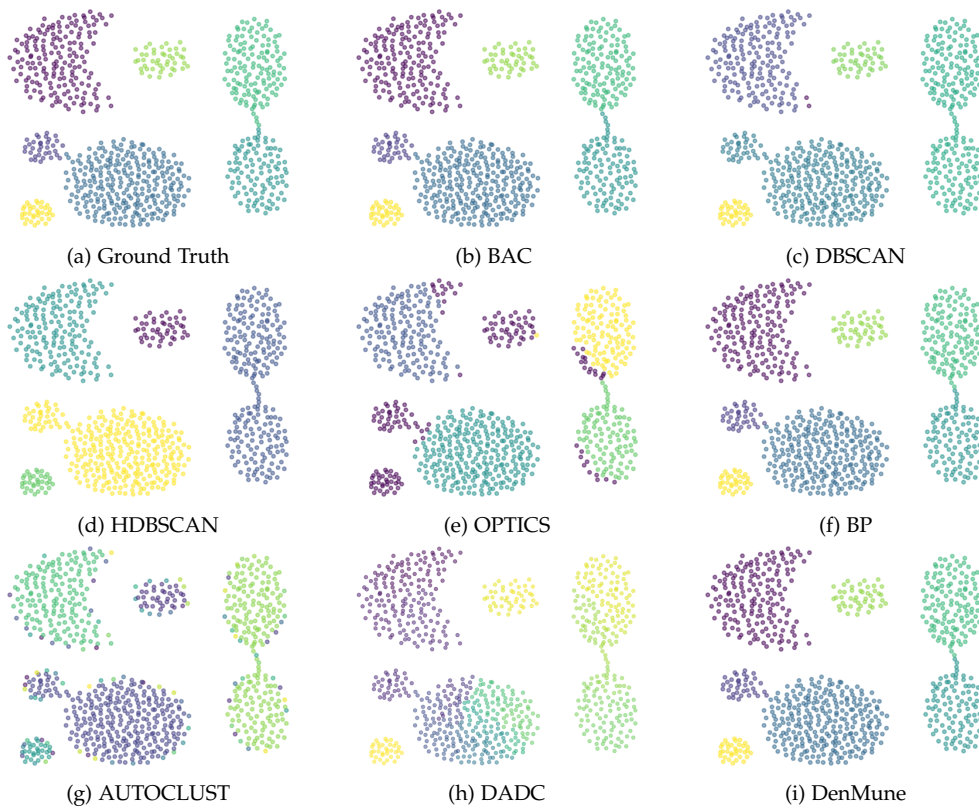 (a) Ground Truth
(b) BAC
(c) DBSCAN
(d) HDBSCAN
(e) OPTICS
(f) BP
(g) AUTOCLUST
(h) DADC
(i) DenMune